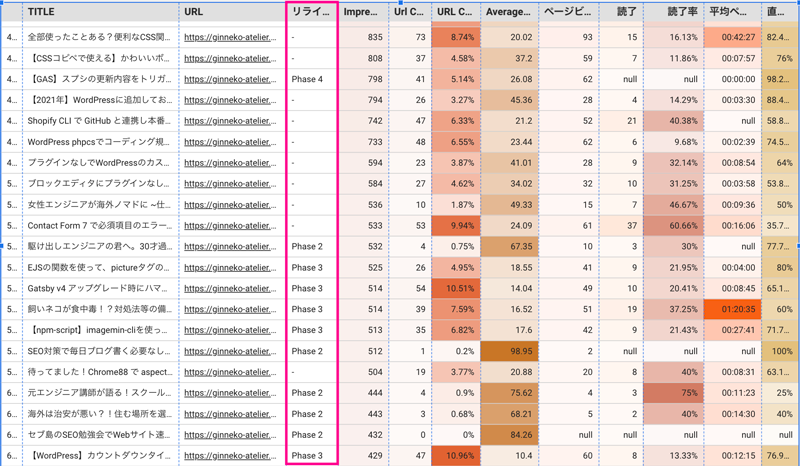 TITLE URL リライ... Impre... Url C... URL C... Average... ページビ... 読了 読了率 平均ペ... 直...
4... 全部使ったことある？便利なCSS関... https://ginneko-atelier.... - 835 73 8.74% 20.02 93 15 16.13% 00:42:27 82.4...
4... 【CSSコピペで使える】かわいいボ... https://ginneko-atelier.... - 808 37 4.58% 37.2 59 7 11.86% 00:07:57 76%
4... 【GAS】スプシの更新内容をトリガ... https://ginneko-atelier.... Phase 4 798 41 5.14% 26.08 62 null null 00:00:00 98.2...
4... 【2021年】WordPressに追加してお... https://ginneko-atelier.... - 794 26 3.27% 45.36 28 4 14.29% 00:03:30 88.4...
4... Shopify CLI で GitHub と連携し本番... https://ginneko-atelier.... - 742 47 6.33% 21.2 52 21 40.38% null 58.8...
4... WordPress phpcsでコーディング規... https://ginneko-atelier.... - 733 48 6.55% 23.44 62 6 9.68% 00:02:39 74.5...
4... プラグインなしでWordPressのカス... https://ginneko-atelier.... - 594 23 3.87% 41.01 28 9 32.14% 00:08:54 64%
5... ブロックエディタにプラグインなし... https://ginneko-atelier.... - 584 27 4.62% 34.02 32 10 31.25% 00:03:58 53.8...
5... 女性エンジニアが海外ノマドに ~仕... https://ginneko-atelier.... - 536 10 1.87% 49.33 15 7 46.67% 00:09:36 50%
5... Contact Form 7 で必須項目のエラー... https://ginneko-atelier.... - 533 53 9.94% 24.09 61 37 60.66% 00:16:06 35.7...
5... 駆け出しエンジニアの君へ。30才過... https://ginneko-atelier.... Phase 2 532 4 0.75% 67.35 10 3 30% null 77.7...
5... EJSの関数を使って、pictureタグの... https://ginneko-atelier.... Phase 3 525 26 4.95% 18.55 41 9 21.95% 00:04:00 80%
5... Gatsby v4 アップグレード時にハマ... https://ginneko-atelier.... Phase 3 514 54 10.51% 14.04 49 10 20.41% 00:08:45 65.1...
5... 飼いネコが食中毒！？対処法等の備... https://ginneko-atelier.... Phase 3 514 39 7.59% 16.52 51 19 37.25% 01:20:35 60%
5... 【npm-script】imagemin-cliを使っ... https://ginneko-atelier.... Phase 3 513 35 6.82% 17.6 42 9 21.43% 00:27:41 71.7...
5... SEO対策で毎日ブログ書く必要なし... https://ginneko-atelier.... Phase 2 512 1 0.2% 98.95 2 null null null 100%
5... 待ってました！Chrome88 で aspect... https://ginneko-atelier.... - 504 19 3.77% 20.88 20 8 40% 00:08:31 63.1...
6... 元エンジニア講師が語る！スクール... https://ginneko-atelier.... Phase 2 444 4 0.9% 75.62 4 3 75% 00:11:23 25%
6... 海外は治安が悪い？！住む場所を選... https://ginneko-atelier.... Phase 2 443 3 0.68% 68.21 5 2 40% 00:14:30 40%
6... セブ島のSEO勉強会でWebサイト速... https://ginneko-atelier.... Phase 2 432 0 0% 84.26 null null null null null
6... 【WordPress】カウントダウンタイ... https://ginneko-atelier.... Phase 3 429 47 10.96% 10.4 60 8 13.33% 00:12:15 76.9...